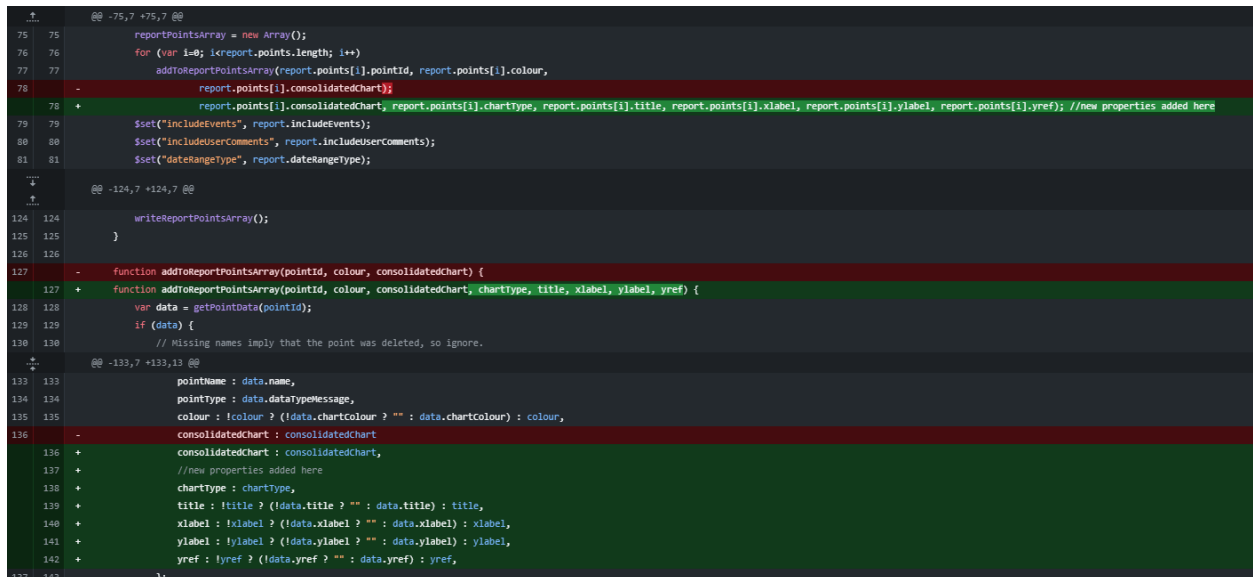 @@ -75,7 +75,7 @@
75 75 reportPointsArray = new Array();
76 76 for (var i=0; i<report.points.length; i++)
77 77 addToReportPointsArray(report.points[i].pointId, report.points[i].colour,
78 - report.points[i].consolidatedChart);
78 + report.points[i].consolidatedChart, report.points[i].chartType, report.points[i].title, report.points[i].xlabel, report.points[i].ylabel, report.points[i].yref); //new properties added here
79 79 $set("includeEvents", report.includeEvents);
80 80 $set("includeUserComments", report.includeUserComments);
81 81 $set("dateRangeType", report.dateRangeType);
@@ -124,7 +124,7 @@
124 124 writeReportPointsArray();
125 125 }
126 126
127 - function addToReportPointsArray(pointId, colour, consolidatedChart) {
127 + function addToReportPointsArray(pointId, colour, consolidatedChart, chartType, title, xlabel, ylabel, yref) {
128 128 var data = getPointData(pointId);
129 129 if (data) {
130 130 // Missing names imply that the point was deleted, so ignore.
@@ -133,7 +133,13 @@
133 133 pointName : data.name,
134 134 pointType : data.dataTypeMessage,
135 135 colour : !colour ? (!data.chartColour ? "" : data.chartColour) : colour,
136 - consolidatedChart : consolidatedChart
136 + consolidatedChart : consolidatedChart,
137 + //new properties added here
138 + chartType : chartType,
139 + title : !title ? (!data.title ? "" : data.title) : title,
140 + xlabel : !xlabel ? (!data.xlabel ? "" : data.xlabel) : xlabel,
141 + ylabel : !ylabel ? (!data.ylabel ? "" : data.ylabel) : ylabel,
142 + yref : !yref ? (!data.yref ? "" : data.yref) : yref,
137 143 };